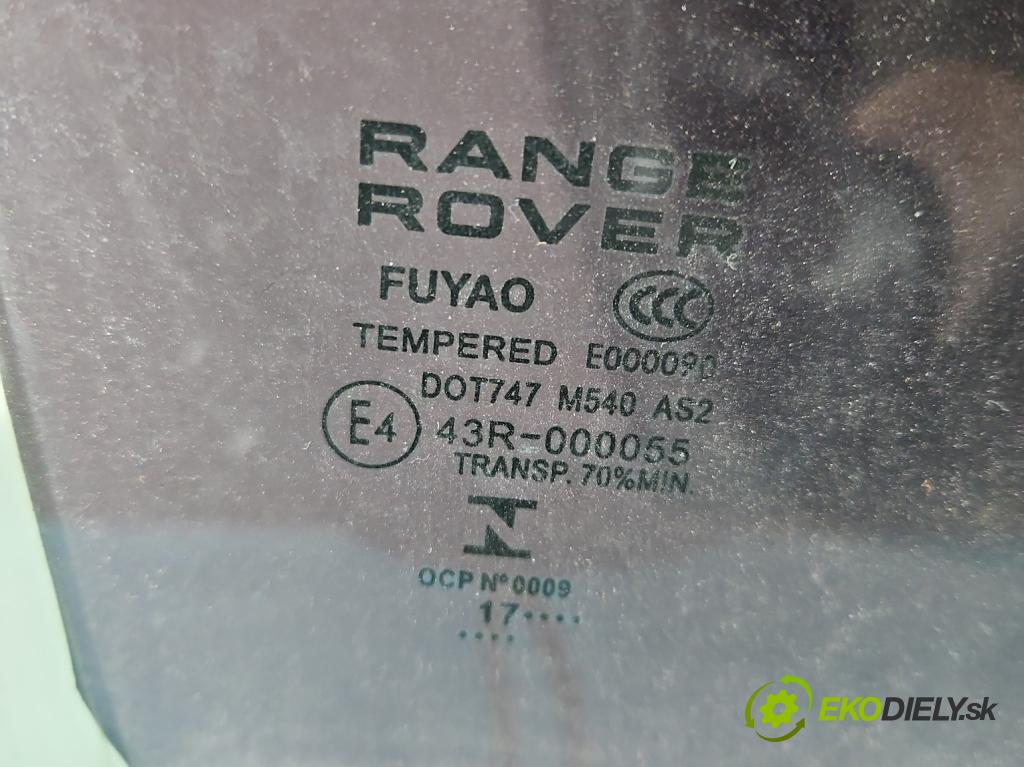 RANGE
ROVER
FUYAO CCC
TEMPERED
DOT747 M540 AS2
E4 43R-000055
TRANSP. 70%MIN.
OCP Nº 0009
17....
....
EKODIELY.sk